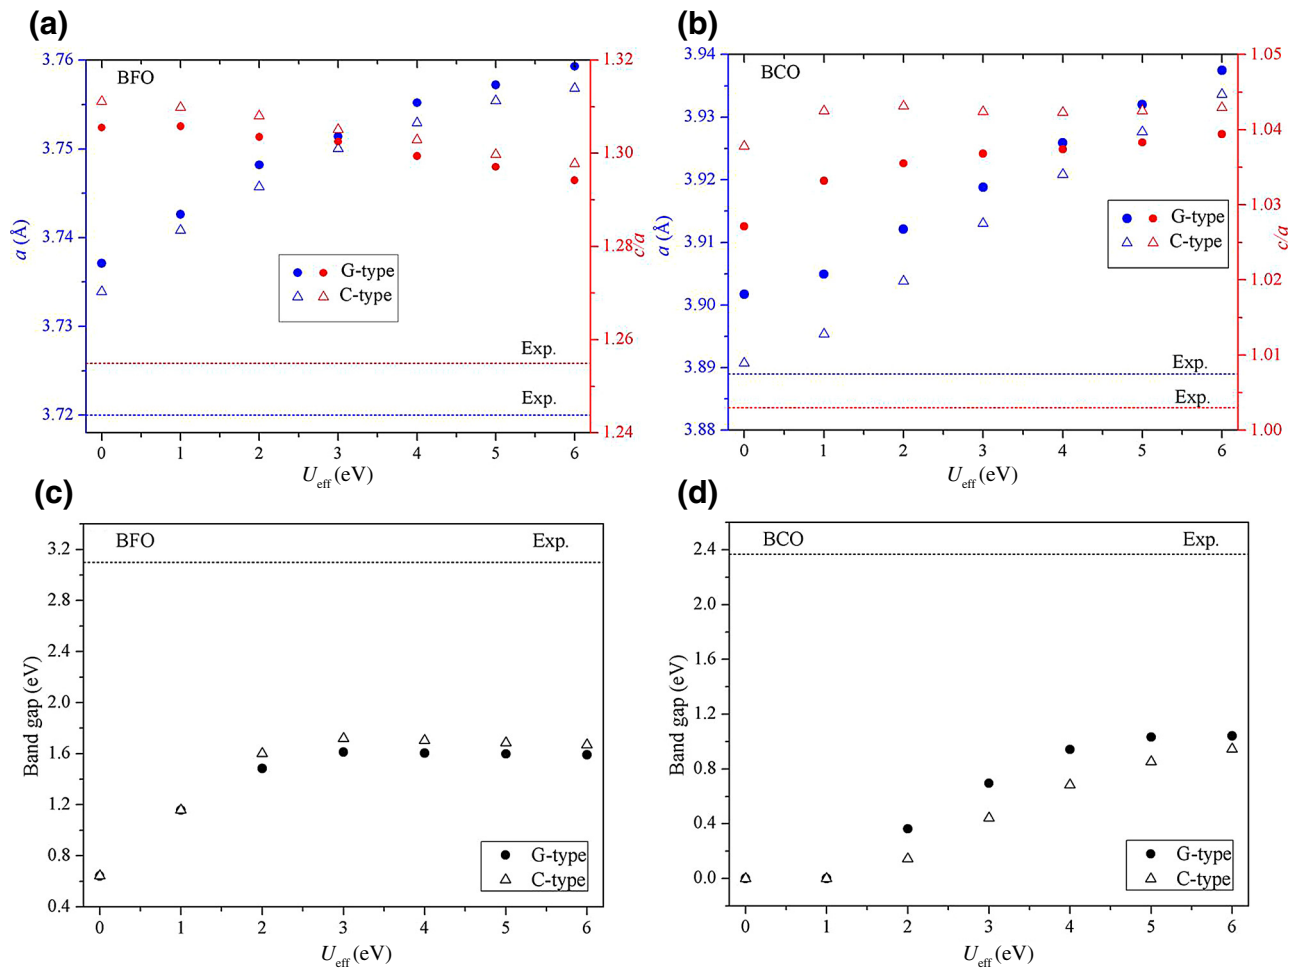 (a)
BFO
3.76
3.75
3.74
3.73
3.72
a (Å)
1.32
1.30
1.28
1.26
1.24
c/a
G-type
C-type
Exp.
Exp.
0 1 2 3 4 5 6
Ueff (eV)
(b)
BCO
3.94
3.93
3.92
3.91
3.90
3.89
3.88
a (Å)
1.05
1.04
1.03
1.02
1.01
1.00
c/a
G-type
C-type
Exp.
Exp.
0 1 2 3 4 5 6
Ueff (eV)
(c)
BFO
Exp.
3.2
2.8
2.4
2.0
1.6
1.2
0.8
0.4
Band gap (eV)
G-type
C-type
0 1 2 3 4 5 6
Ueff (eV)
(d)
BCO
Exp.
2.4
2.0
1.6
1.2
0.8
0.4
0.0
Band gap (eV)
G-type
C-type
0 1 2 3 4 5 6
Ueff (eV)